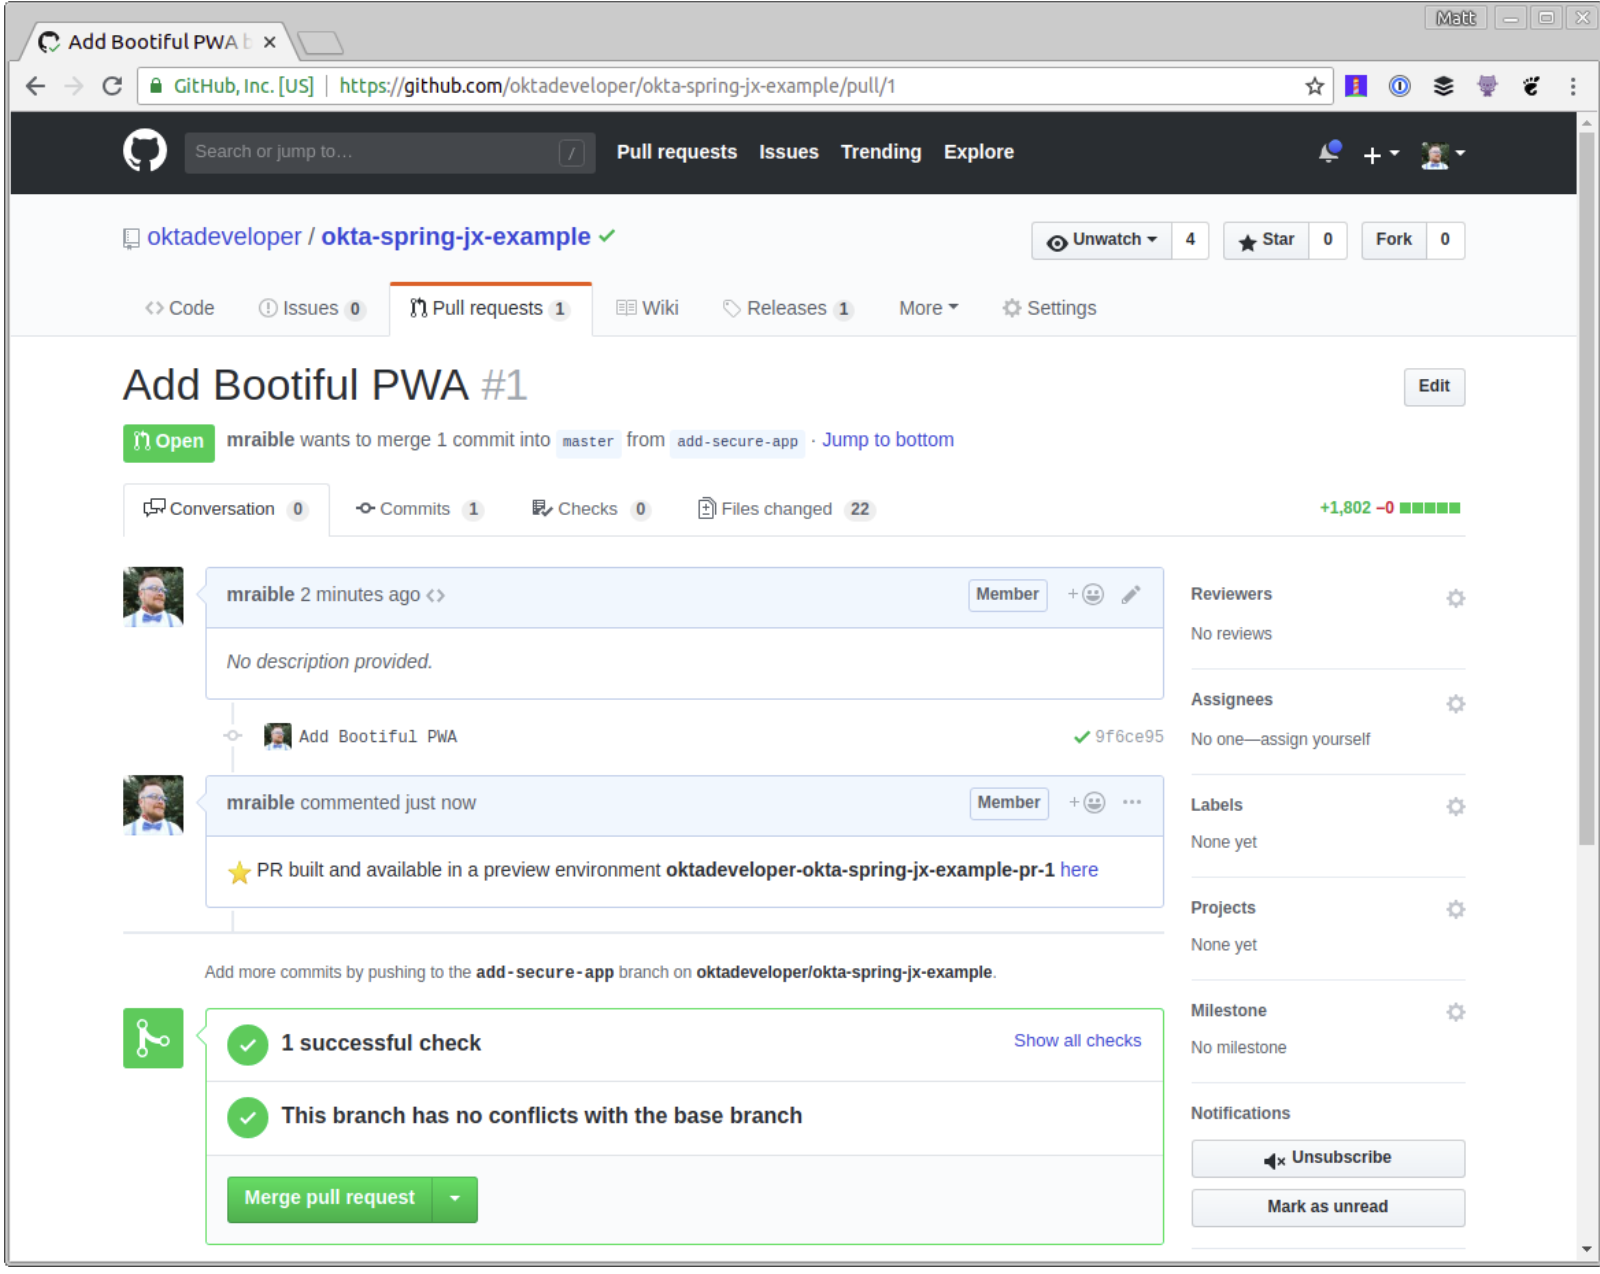 Matt
Add Bootiful PWA
GitHub, Inc. [US] https://github.com/oktadeveloper/okta-spring-jx-example/pull/1
Search or jump to… / Pull requests Issues Trending Explore
oktadeveloper / okta-spring-jx-example Unwatch 4 Star 0 Fork 0
Code Issues 0 Pull requests 1 Wiki Releases 1 More Settings
Add Bootiful PWA #1 Edit
Open mraible wants to merge 1 commit into master from add-secure-app · Jump to bottom
Conversation 0 Commits 1 Checks 0 Files changed 22 +1,802 −0
mraible 2 minutes ago Member
No description provided.
Add Bootiful PWA 9f6ce95
mraible commented just now Member
PR built and available in a preview environment oktadeveloper-okta-spring-jx-example-pr-1 here
Add more commits by pushing to the add-secure-app branch on oktadeveloper/okta-spring-jx-example.
1 successful check Show all checks
This branch has no conflicts with the base branch
Merge pull request
Reviewers
No reviews
Assignees
No one—assign yourself
Labels
None yet
Projects
None yet
Milestone
No milestone
Notifications
Unsubscribe
Mark as unread